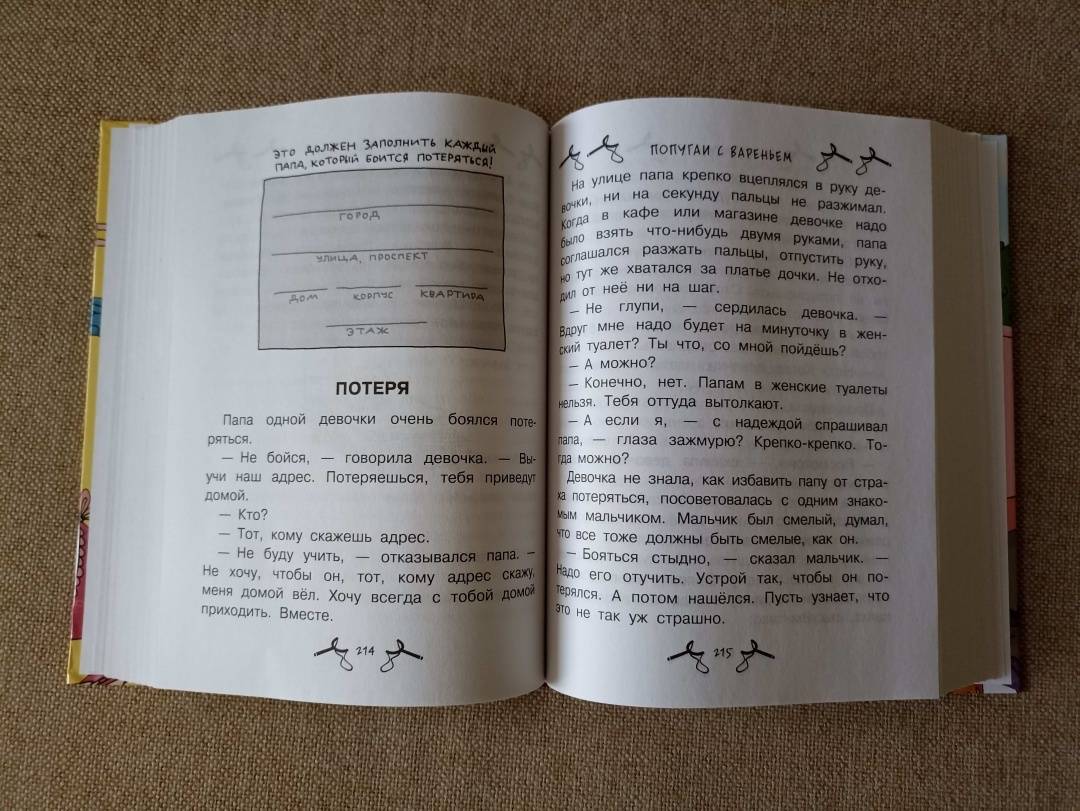 ЭТО ДОЛЖЕН ЗАПОЛНИТЬ КАЖДЫЙ
ПАПА, КОТОРЫЙ БОИТСЯ ПОТЕРЯТЬСЯ!
ГОРОД
УЛИЦА, ПРОСПЕКТ
ДОМ КОРПУС КВАРТИРА
ЭТАЖ
ПОТЕРЯ
Папа одной девочки очень боялся поте-
ряться.
— Не бойся, — говорила девочка. — Вы-
учи наш адрес. Потеряешься, тебя приведут
домой.
— Кто?
— Тот, кому скажешь адрес.
— Не буду учить, — отказывался папа. —
Не хочу, чтобы он, тот, кому адрес скажу,
меня домой вёл. Хочу всегда с тобой домой
приходить. Вместе.
214
ПОПУГАИ С ВАРЕНЬЕМ
На улице папа крепко вцеплялся в руку де-
вочки, ни на секунду пальцы не разжимал.
Когда в кафе или магазине девочке надо
было взять что-нибудь двумя руками, папа
соглашался разжать пальцы, отпустить руку,
но тут же хватался за платье дочки. Не отхо-
дил от неё ни на шаг.
— Не глупи, — сердилась девочка. —
Вдруг мне надо будет на минуточку в жен-
ский туалет? Ты что, со мной пойдёшь?
— А можно?
— Конечно, нет. Папам в женские туалеты
нельзя. Тебя оттуда вытолкают.
— А если я, — с надеждой спрашивал
папа, — глаза зажмурю? Крепко-крепко. То-
гда можно?
Девочка не знала, как избавить папу от стра-
ха потеряться, посоветовалась с одним знако-
мым мальчиком. Мальчик был смелый, думал,
что все тоже должны быть смелые, как он.
— Бояться стыдно, — сказал мальчик. —
Надо его отучить. Устрой так, чтобы он по-
терялся. А потом нашёлся. Пусть узнает, что
это не так уж страшно.
215